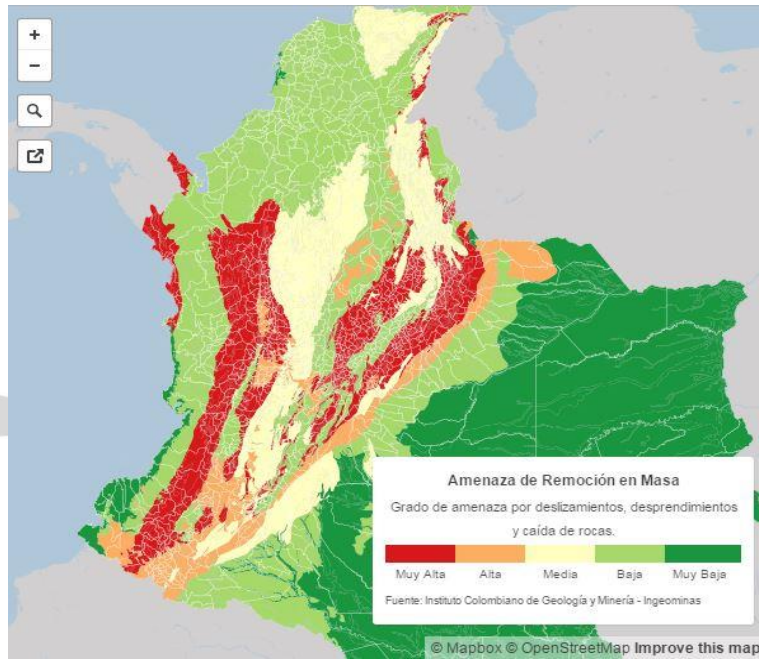 +
−
Amenaza de Remoción en Masa
Grado de amenaza por deslizamientos, desprendimientos
y caída de rocas.
Muy Alta Alta Media Baja Muy Baja
Fuente: Instituto Colombiano de Geología y Minería - Ingeominas
© Mapbox © OpenStreetMap Improve this map